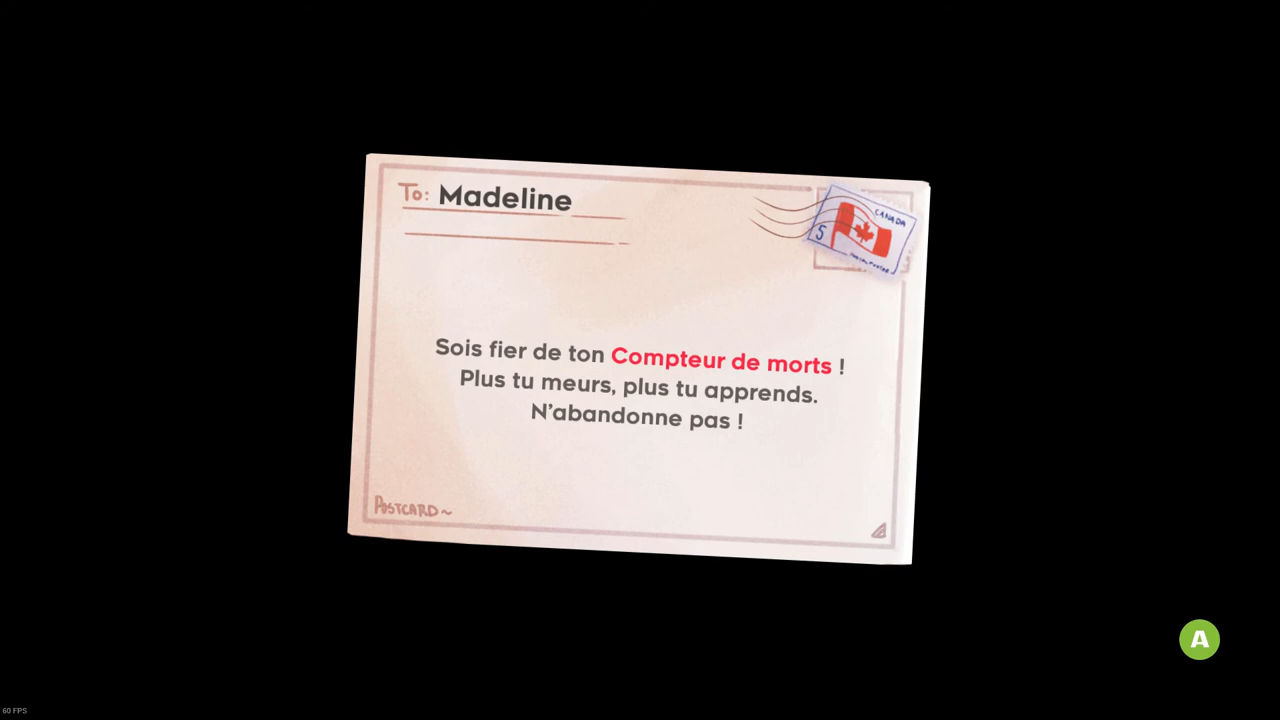 To: Madeline
CANADA
5
Sois fier de ton Compteur de morts !
Plus tu meurs, plus tu apprends.
N’abandonne pas !
POSTCARD~
A
60 FPS